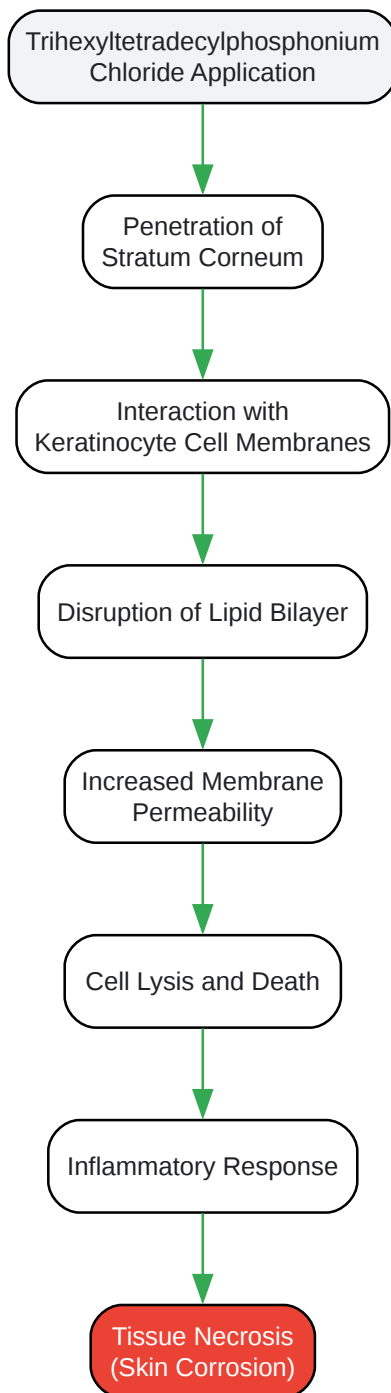 Trihexyltetradecylphosphonium
Chloride Application
Penetration of
Stratum Corneum
Interaction with
Keratinocyte Cell Membranes
Disruption of Lipid Bilayer
Increased Membrane
Permeability
Cell Lysis and Death
Inflammatory Response
Tissue Necrosis
(Skin Corrosion)